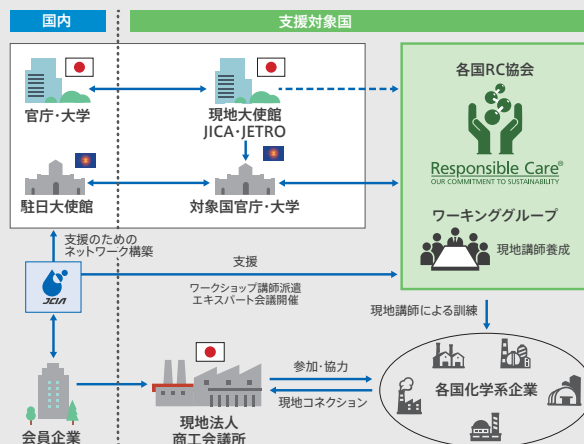 国内
支援対象国
官庁・大学
現地大使館
JICA・JETRO
各国RC協会
Responsible Care®
OUR COMMITMENT TO SUSTAINABILITY
駐日大使館
対象国官庁・大学
ワーキンググループ
現地講師養成
支援のための
ネットワーク構築
支援
ワークショップ講師派遣
エキスパート会議開催
JCIA
現地講師による訓練
会員企業
現地法人
商工会議所
参加・協力
現地コネクション
各国化学系企業